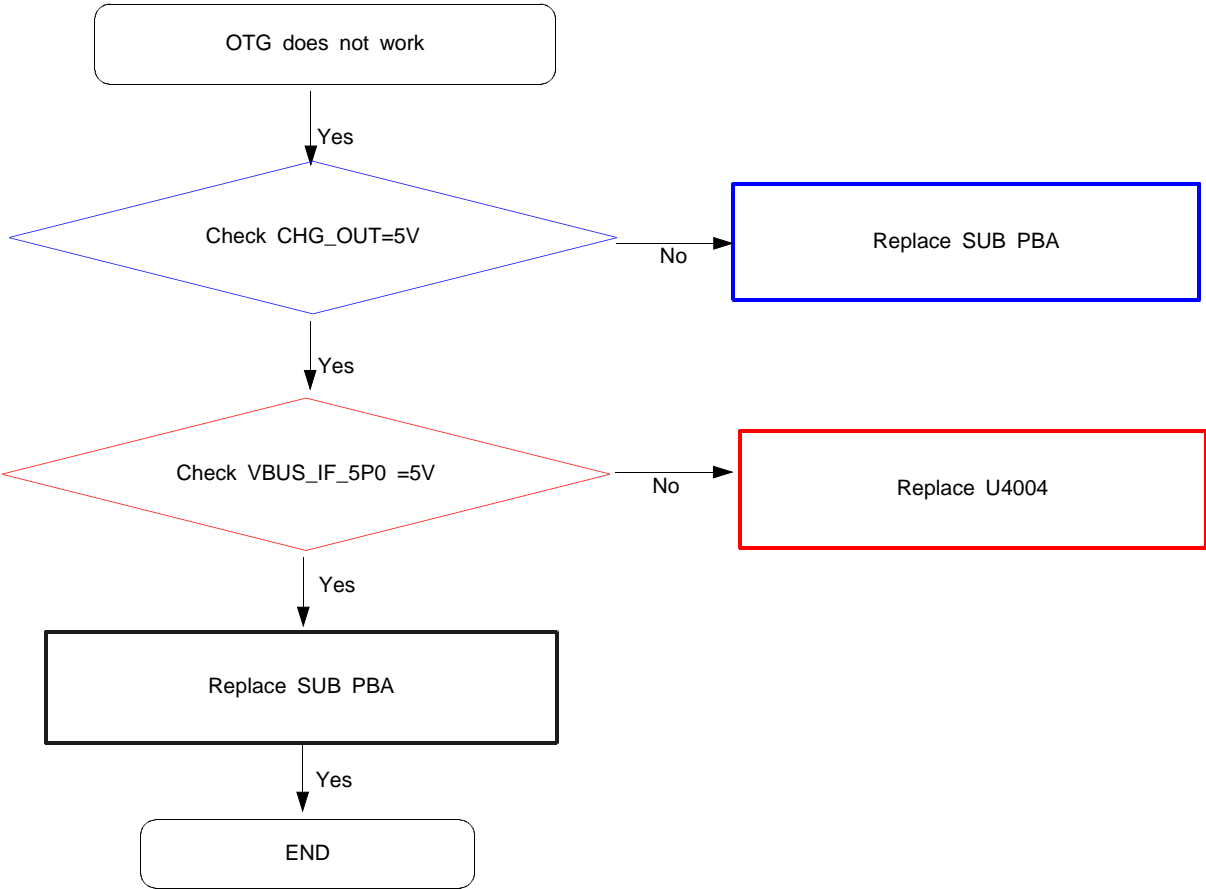 OTG does not work
Yes
Check CHG_OUT=5V
No
Replace SUB PBA
Yes
Check VBUS_IF_5P0 =5V
No
Replace U4004
Yes
Replace SUB PBA
Yes
END